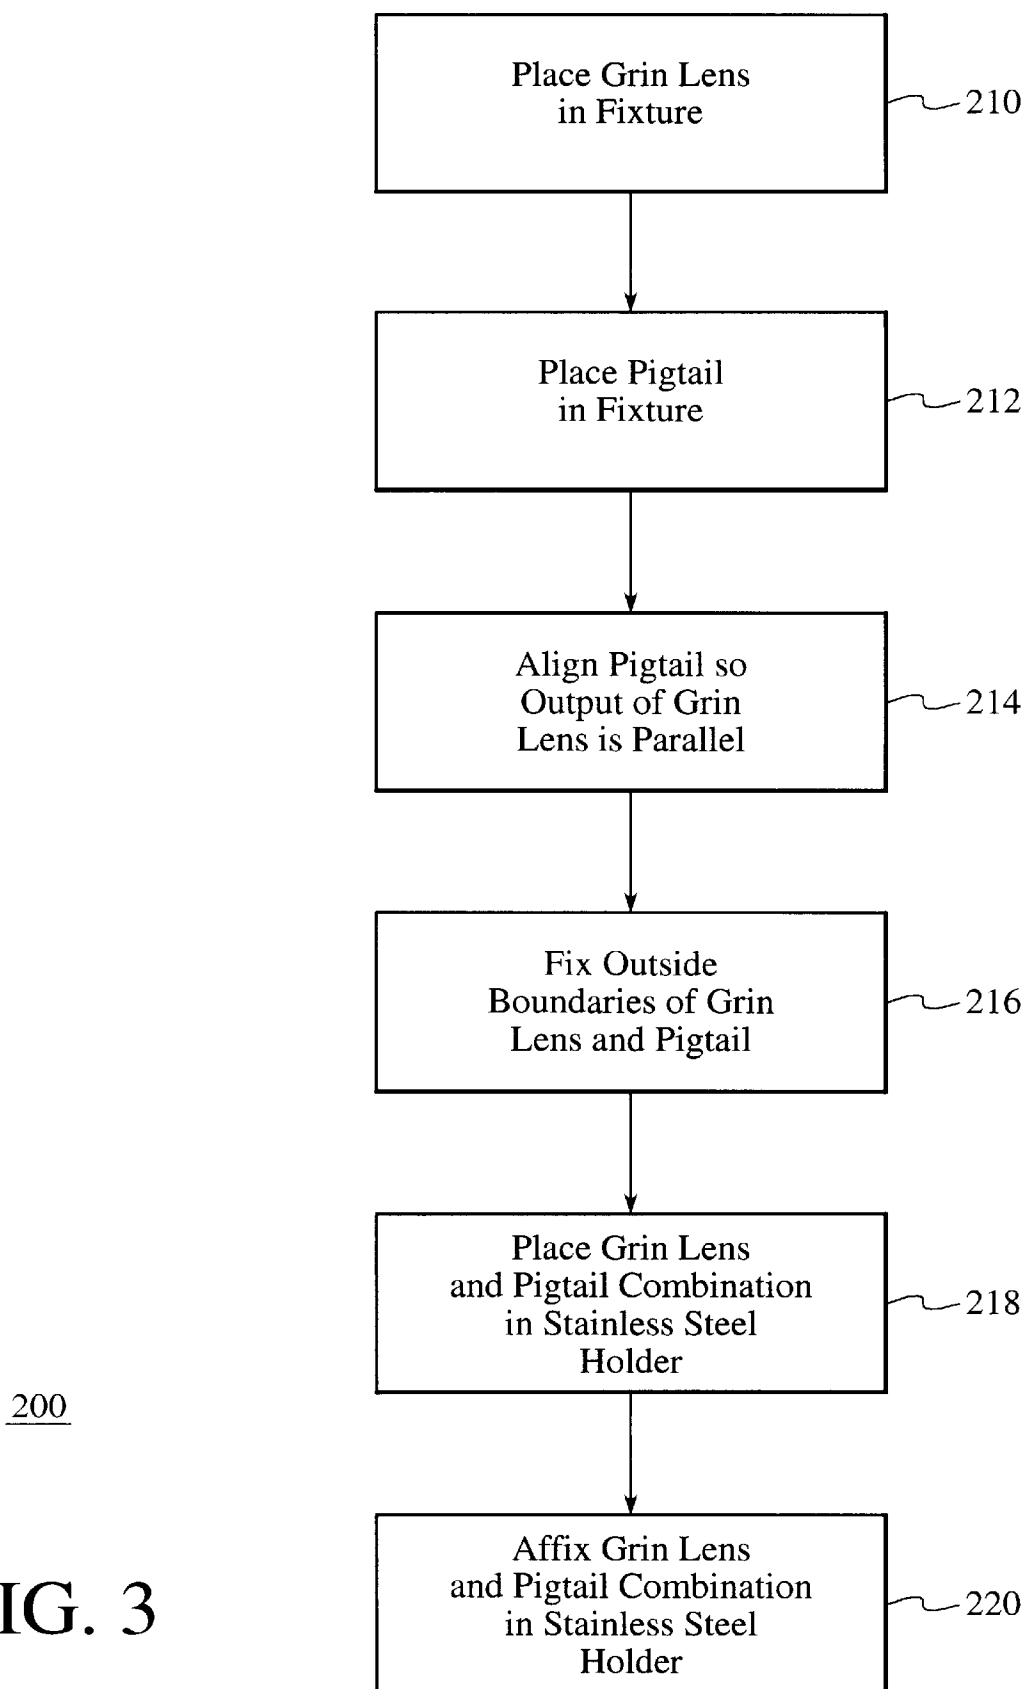 Place Grin Lens
in Fixture
210
Place Pigtail
in Fixture
212
Align Pigtail so
Output of Grin
Lens is Parallel
214
Fix Outside
Boundaries of Grin
Lens and Pigtail
216
Place Grin Lens
and Pigtail Combination
in Stainless Steel
Holder
218
200
Affix Grin Lens
and Pigtail Combination
in Stainless Steel
Holder
220
IG. 3